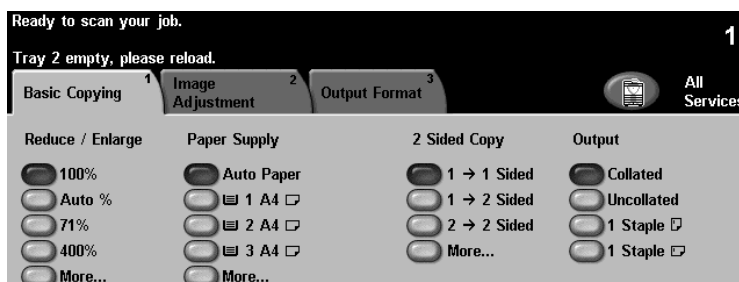 Ready to scan your job.
1
Tray 2 empty, please reload.
Basic Copying 1
Image Adjustment 2
Output Format 3
All Services
Reduce / Enlarge
100%
Auto %
71%
400%
More...
Paper Supply
Auto Paper
1 A4
2 A4
3 A4
More...
2 Sided Copy
1 → 1 Sided
1 → 2 Sided
2 → 2 Sided
More...
Output
Collated
Uncollated
1 Staple
1 Staple